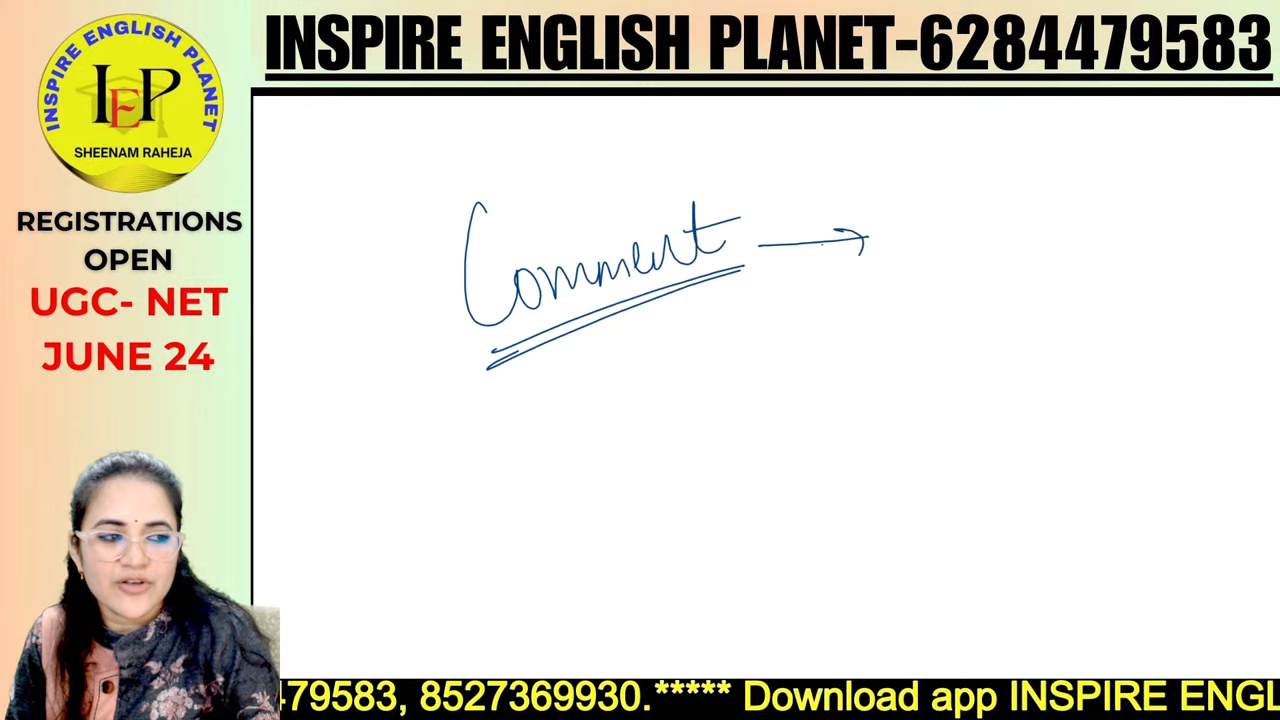 INSPIRE ENGLISH PLANET-6284479583
INSPIRE ENGLISH PLANET
IEP
SHEENAM RAHEJA
REGISTRATIONS
OPEN
UGC- NET
JUNE 24
Comment
479583, 8527369930.***** Download app INSPIRE ENGL